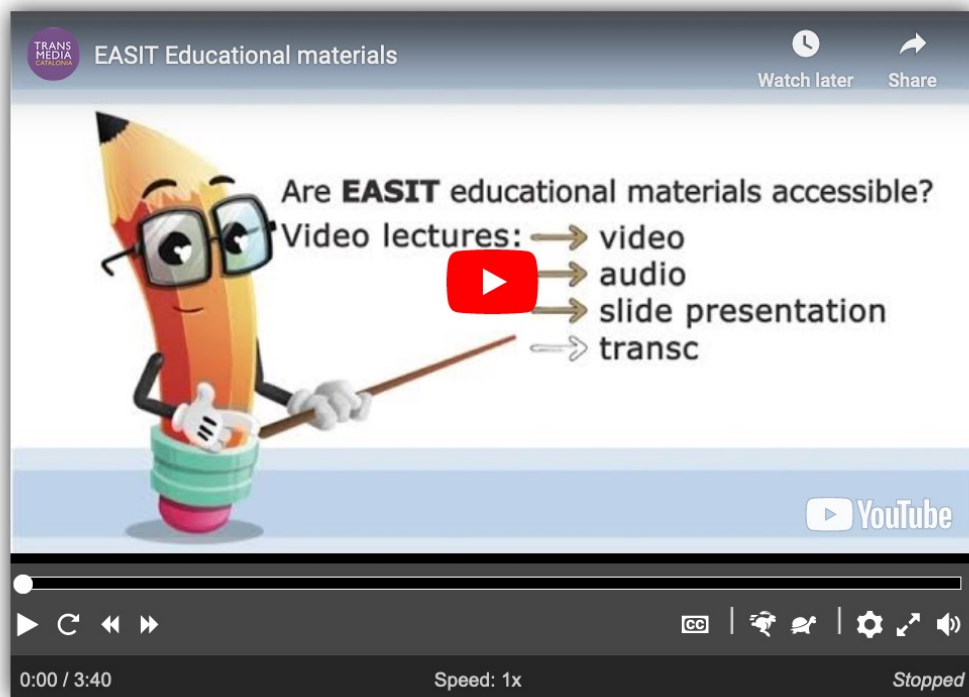 TRANS
MEDIA
CATALONIA
EASIT Educational materials
Watch later
Share
Are EASIT educational materials accessible?
Video lectures: video
audio
slide presentation
transc
YouTube
CC
0:00 / 3:40
Speed: 1x
Stopped